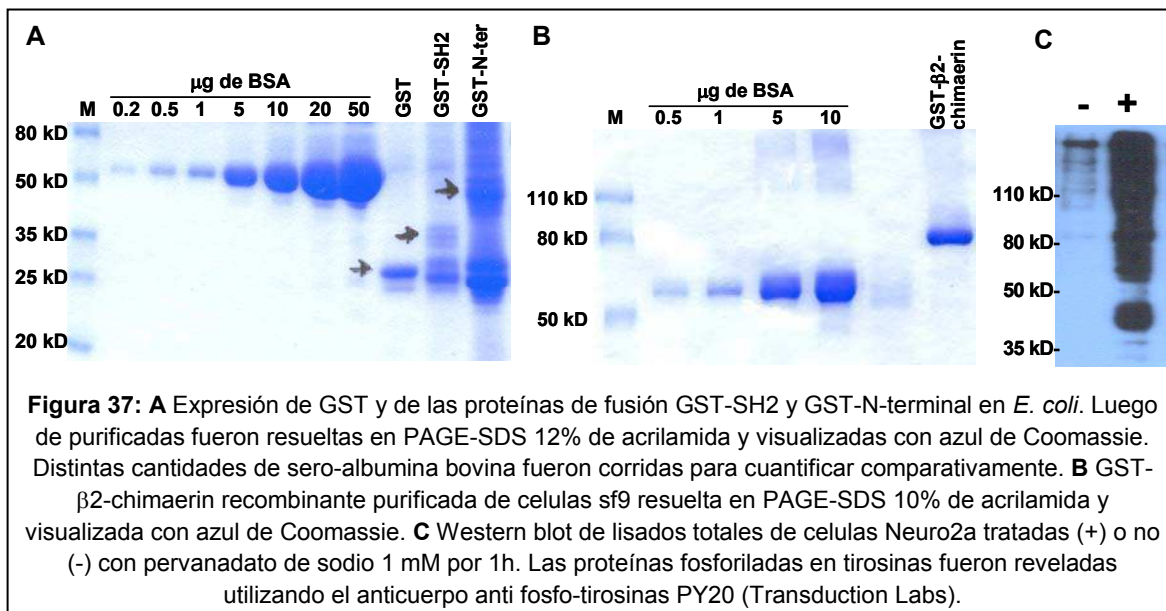 A
µg de BSA
M 0.2 0.5 1 5 10 20 50 GST GST-SH2 GST-N-ter
80 kD
50 kD
35 kD
25 kD
20 kD
B
µg de BSA
M 0.5 1 5 10 GST-β2-
chimaerin
110 kD
80 kD
50 kD
C
- +
110 kD-
80 kD-
50 kD-
35 kD-
Figura 37: A Expresión de GST y de las proteínas de fusión GST-SH2 y GST-N-terminal en E. coli. Luego
de purificadas fueron resueltas en PAGE-SDS 12% de acrilamida y visualizadas con azul de Coomassie.
Distintas cantidades de sero-albumina bovina fueron corridas para cuantificar comparativamente. B GST-
β2-chimaerin recombinante purificada de celulas sf9 resuelta en PAGE-SDS 10% de acrilamida y
visualizada con azul de Coomassie. C Western blot de lisados totales de celulas Neuro2a tratadas (+) o no
(-) con pervanadato de sodio 1 mM por 1h. Las proteínas fosforiladas en tirosinas fueron reveladas
utilizando el anticuerpo anti fosfo-tirosinas PY20 (Transduction Labs).